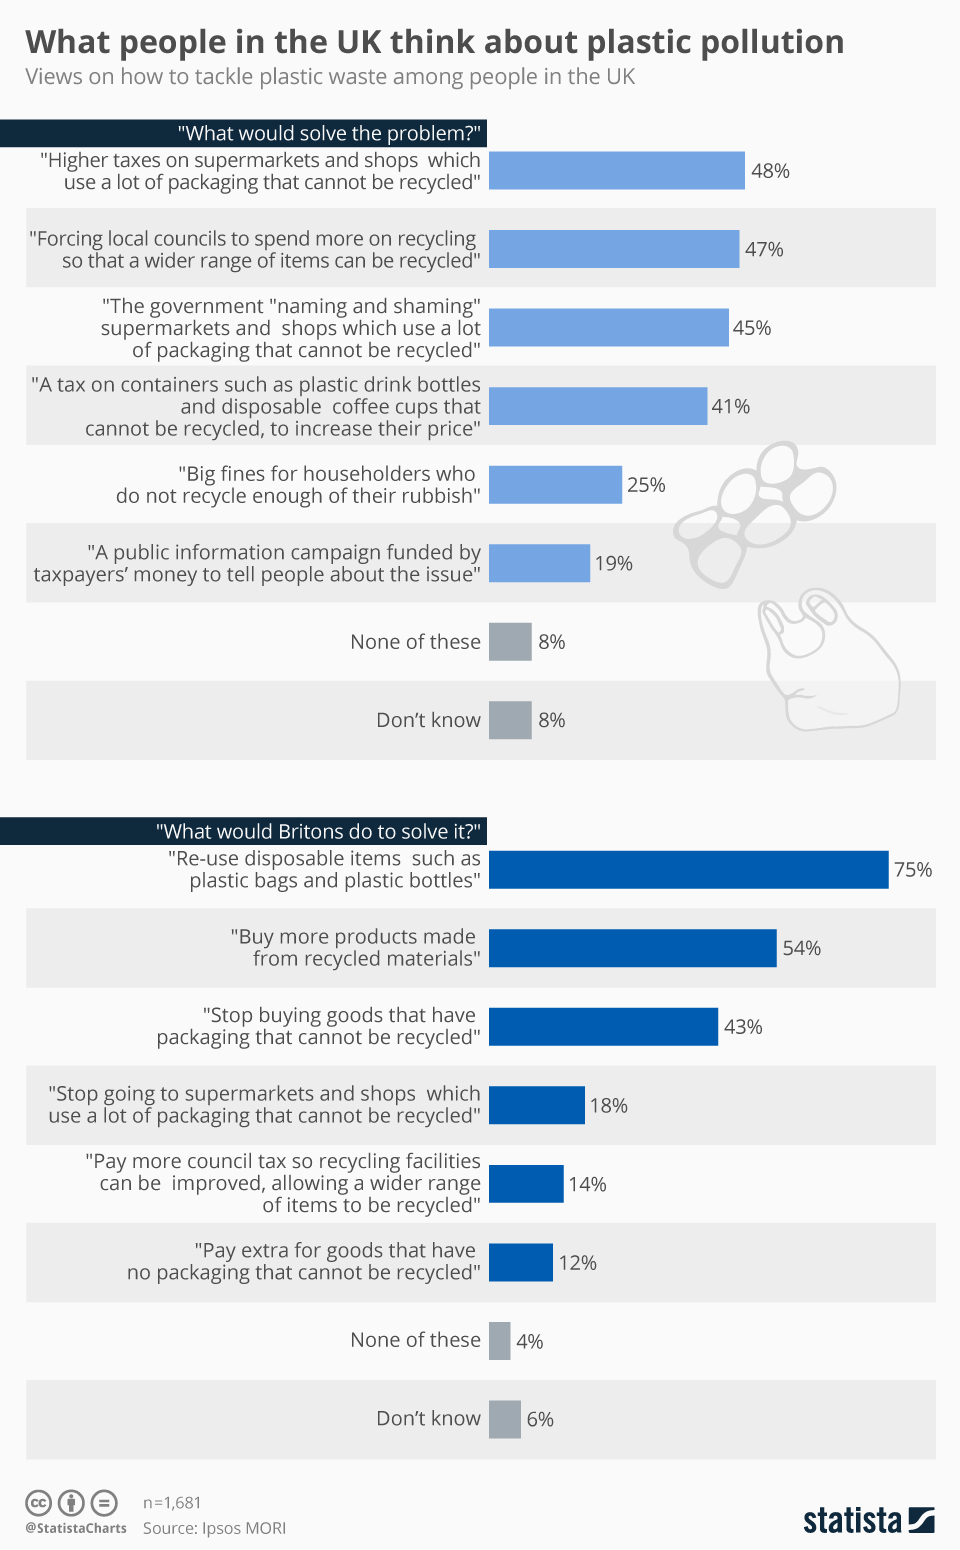 What people in the UK think about plastic pollution
Views on how to tackle plastic waste among people in the UK
"What would solve the problem?"
"Higher taxes on supermarkets and shops which
use a lot of packaging that cannot be recycled"
48%
"Forcing local councils to spend more on recycling
so that a wider range of items can be recycled"
47%
"The government "naming and shaming"
supermarkets and shops which use a lot
of packaging that cannot be recycled"
45%
"A tax on containers such as plastic drink bottles
and disposable coffee cups that
cannot be recycled, to increase their price"
41%
"Big fines for householders who
do not recycle enough of their rubbish"
25%
"A public information campaign funded by
taxpayers’ money to tell people about the issue"
19%
None of these
8%
Don’t know
8%
"What would Britons do to solve it?"
"Re-use disposable items such as
plastic bags and plastic bottles"
75%
"Buy more products made
from recycled materials"
54%
"Stop buying goods that have
packaging that cannot be recycled"
43%
"Stop going to supermarkets and shops which
use a lot of packaging that cannot be recycled"
18%
"Pay more council tax so recycling facilities
can be improved, allowing a wider range
of items to be recycled"
14%
"Pay extra for goods that have
no packaging that cannot be recycled"
12%
None of these
4%
Don’t know
6%
cc
n=1,681
@StatistaCharts
Source: Ipsos MORI
statista